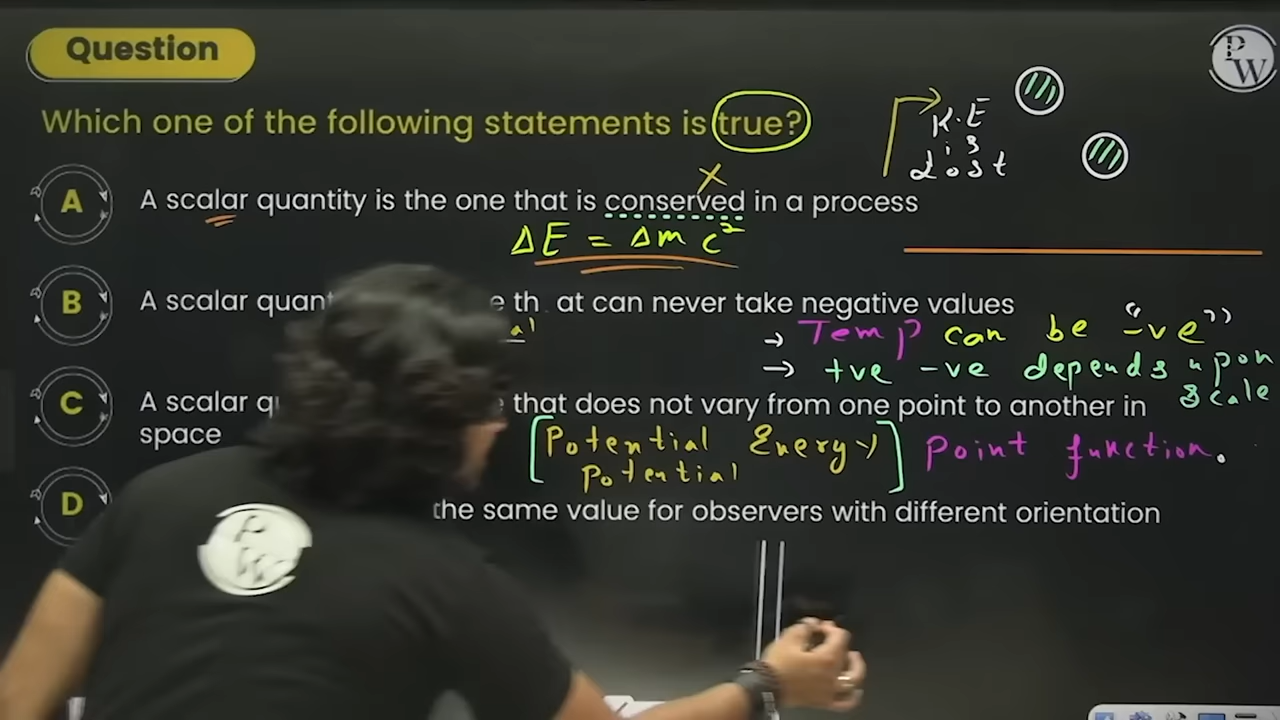 Question
PW
Which one of the following statements is true?
K.E
is
Lost
A
A scalar quantity is the one that is conserved in a process
ΔE = Δm c²
B
A scalar quant e th at can never take negative values
→ Temp can be "-ve"
→ +ve -ve depends upon
scale
C
A scalar q that does not vary from one point to another in
space
[Potential Energy] Point function.
Potential
D
the same value for observers with different orientation